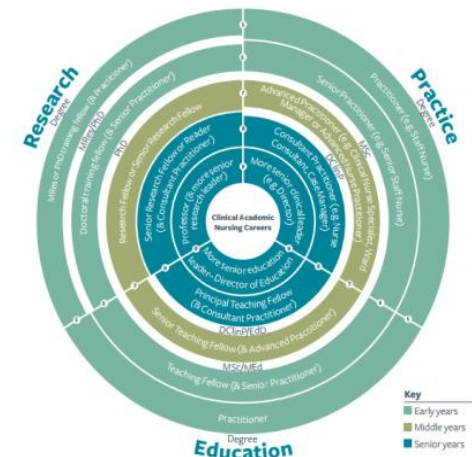 Research
Degree
MRes or PhD training fellow (& Practitioner)
MRes/PhD
Doctoral training fellow (& Senior Practitioner)
PhD
Research Fellow or Senior Research Fellow
Senior Research Fellow or Reader
(& Consultant Practitioner)
Professor (& more senior
research leader)
Practice
Degree
Practitioner (e.g. Staff Nurse)
Senior Practitioner (e.g. Senior Staff Nurse)
MSc
Advanced Practitioner (e.g. Clinical Nurse Specialist, Ward
Manager or Advanced Nurse Practitioner)
DClinP
Consultant Practitioner (e.g. Nurse
Consultant, Case Manager)
More senior clinical leader
(e.g. Director)
Clinical Academic
Nursing Careers
More Senior education
leader- Director of Education
Principal Teaching Fellow
(& Consultant Practitioner)
DClinP/EdD
Senior Teaching Fellow (& Advanced Practitioner)
MSc/MEd
Teaching Fellow (& Senior Practitioner)
Practitioner
Degree
Education
Key
Early years
Middle years
Senior years